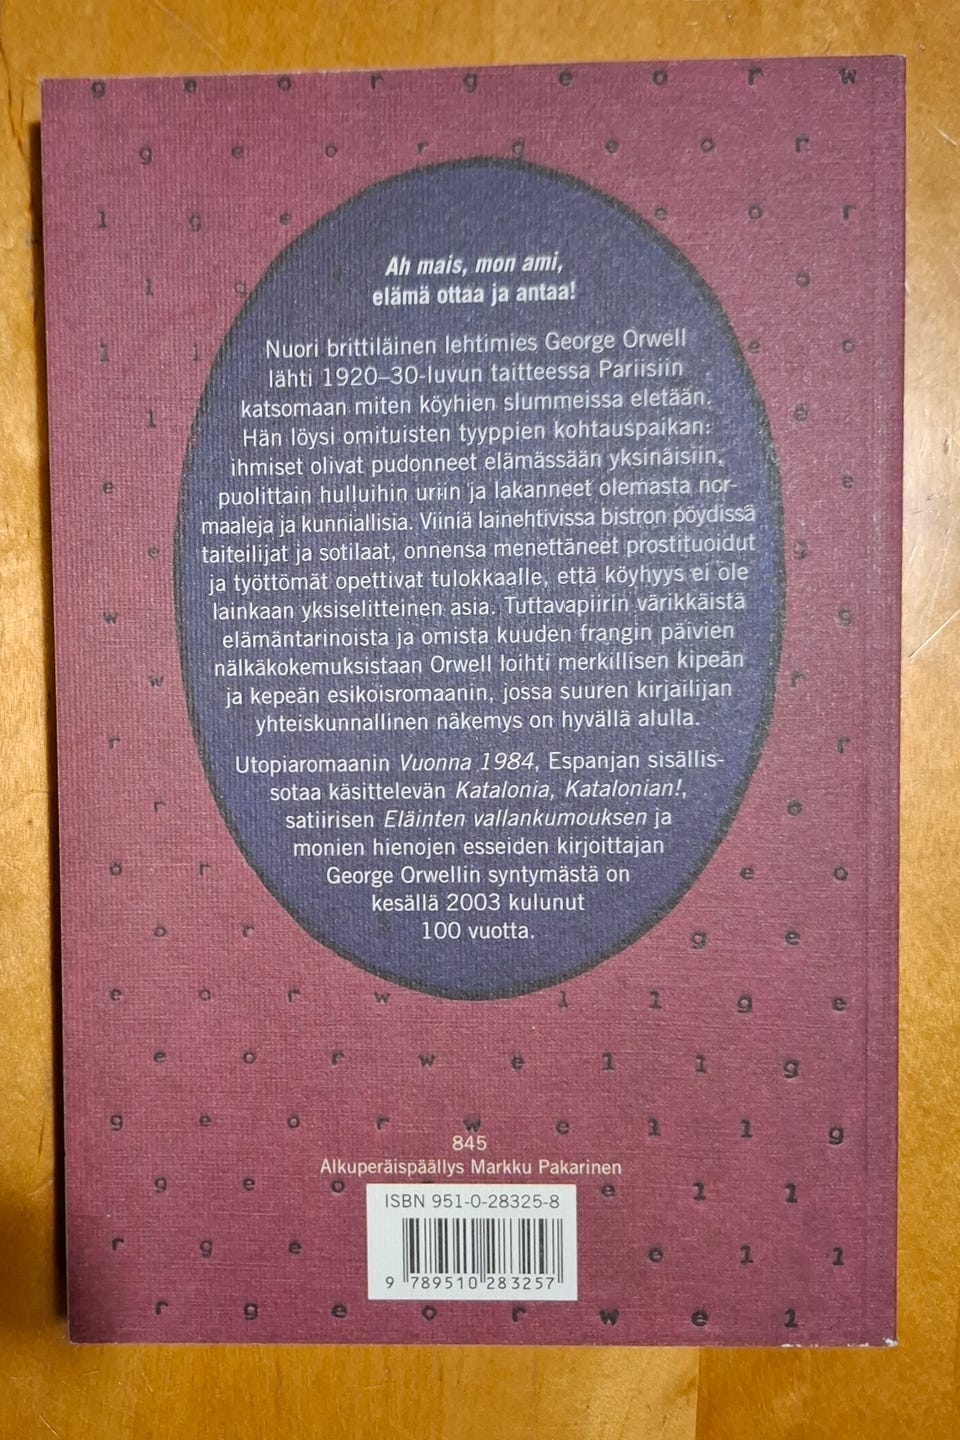 g e o r g e o r w
g e o r g e o r
l g e e o r
l g o
l l e o
l e
e e
e g
w g
w r
r r
r o
o r e o
o r g e
e o r w l l g e
e o r w e l l g
g e o r w e l l g
g e o e l l
r g e e l l
r g e o r w e l
Ah mais, mon ami,
elämä ottaa ja antaa!
Nuori brittiläinen lehtimies George Orwell
lähti 1920–30-luvun taitteessa Pariisiin
katsomaan miten köyhien slummeissa eletään.
Hän löysi omituisten tyyppien kohtauspaikan:
ihmiset olivat pudonneet elämässään yksinäisiin,
puolittain hulluihin uriin ja lakanneet olemasta nor-
maaleja ja kunniallisia. Viiniä lainehtivissa bistron pöydissä
taiteilijat ja sotilaat, onnensa menettäneet prostituoidut
ja työttömät opettivat tulokkaalle, että köyhyys ei ole
lainkaan yksiselitteinen asia. Tuttavapiirin värikkäistä
elämäntarinoista ja omista kuuden frangin päivien
nälkäkokemuksistaan Orwell loihti merkillisen kipeän
ja kepeän esikoisromaanin, jossa suuren kirjailijan
yhteiskunnallinen näkemys on hyvällä alulla.
Utopiaromaanin Vuonna 1984, Espanjan sisällis-
sotaa käsittelevän Katalonia, Katalonian!,
satiirisen Eläinten vallankumouksen ja
monien hienojen esseiden kirjoittajan
George Orwellin syntymästä on
kesällä 2003 kulunut
100 vuotta.
845
Alkuperäispäällys Markku Pakarinen
ISBN 951-0-28325-8
9 789510 283257